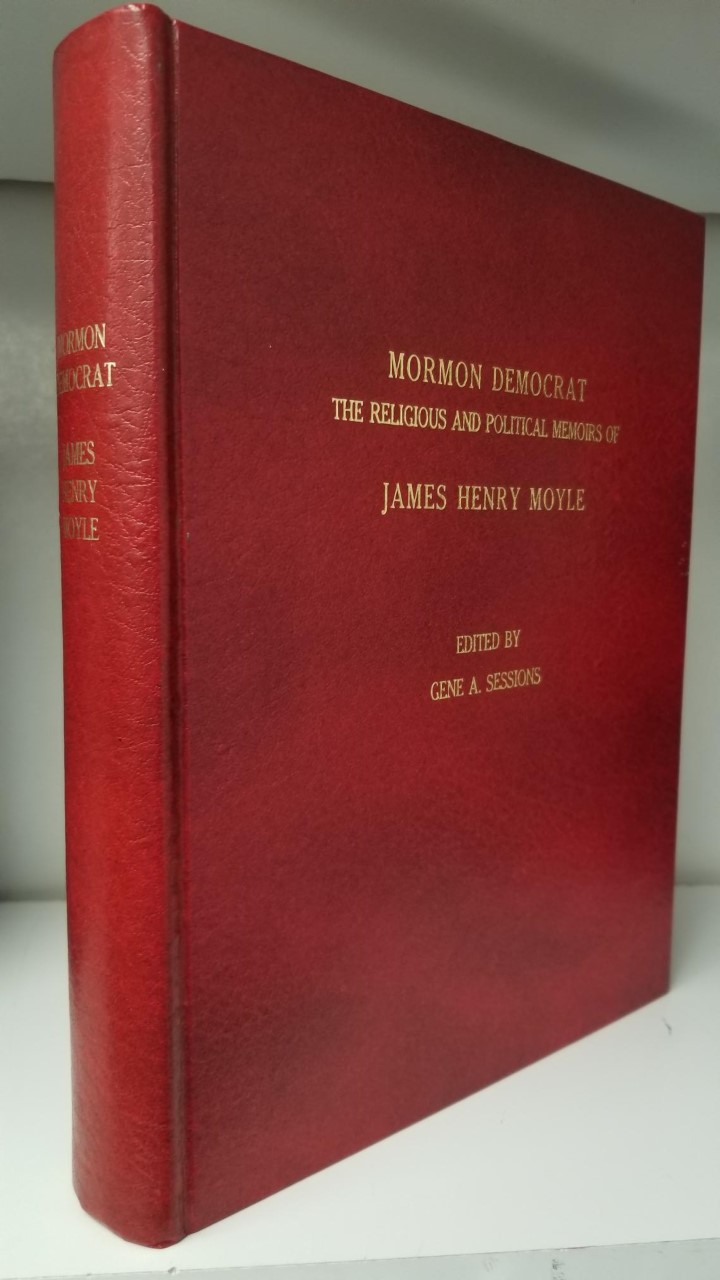 MORMON
DEMOCRAT
JAMES
HENRY
MOYLE
MORMON DEMOCRAT
THE RELIGIOUS AND POLITICAL MEMOIRS OF
JAMES HENRY MOYLE
EDITED BY
GENE A. SESSIONS